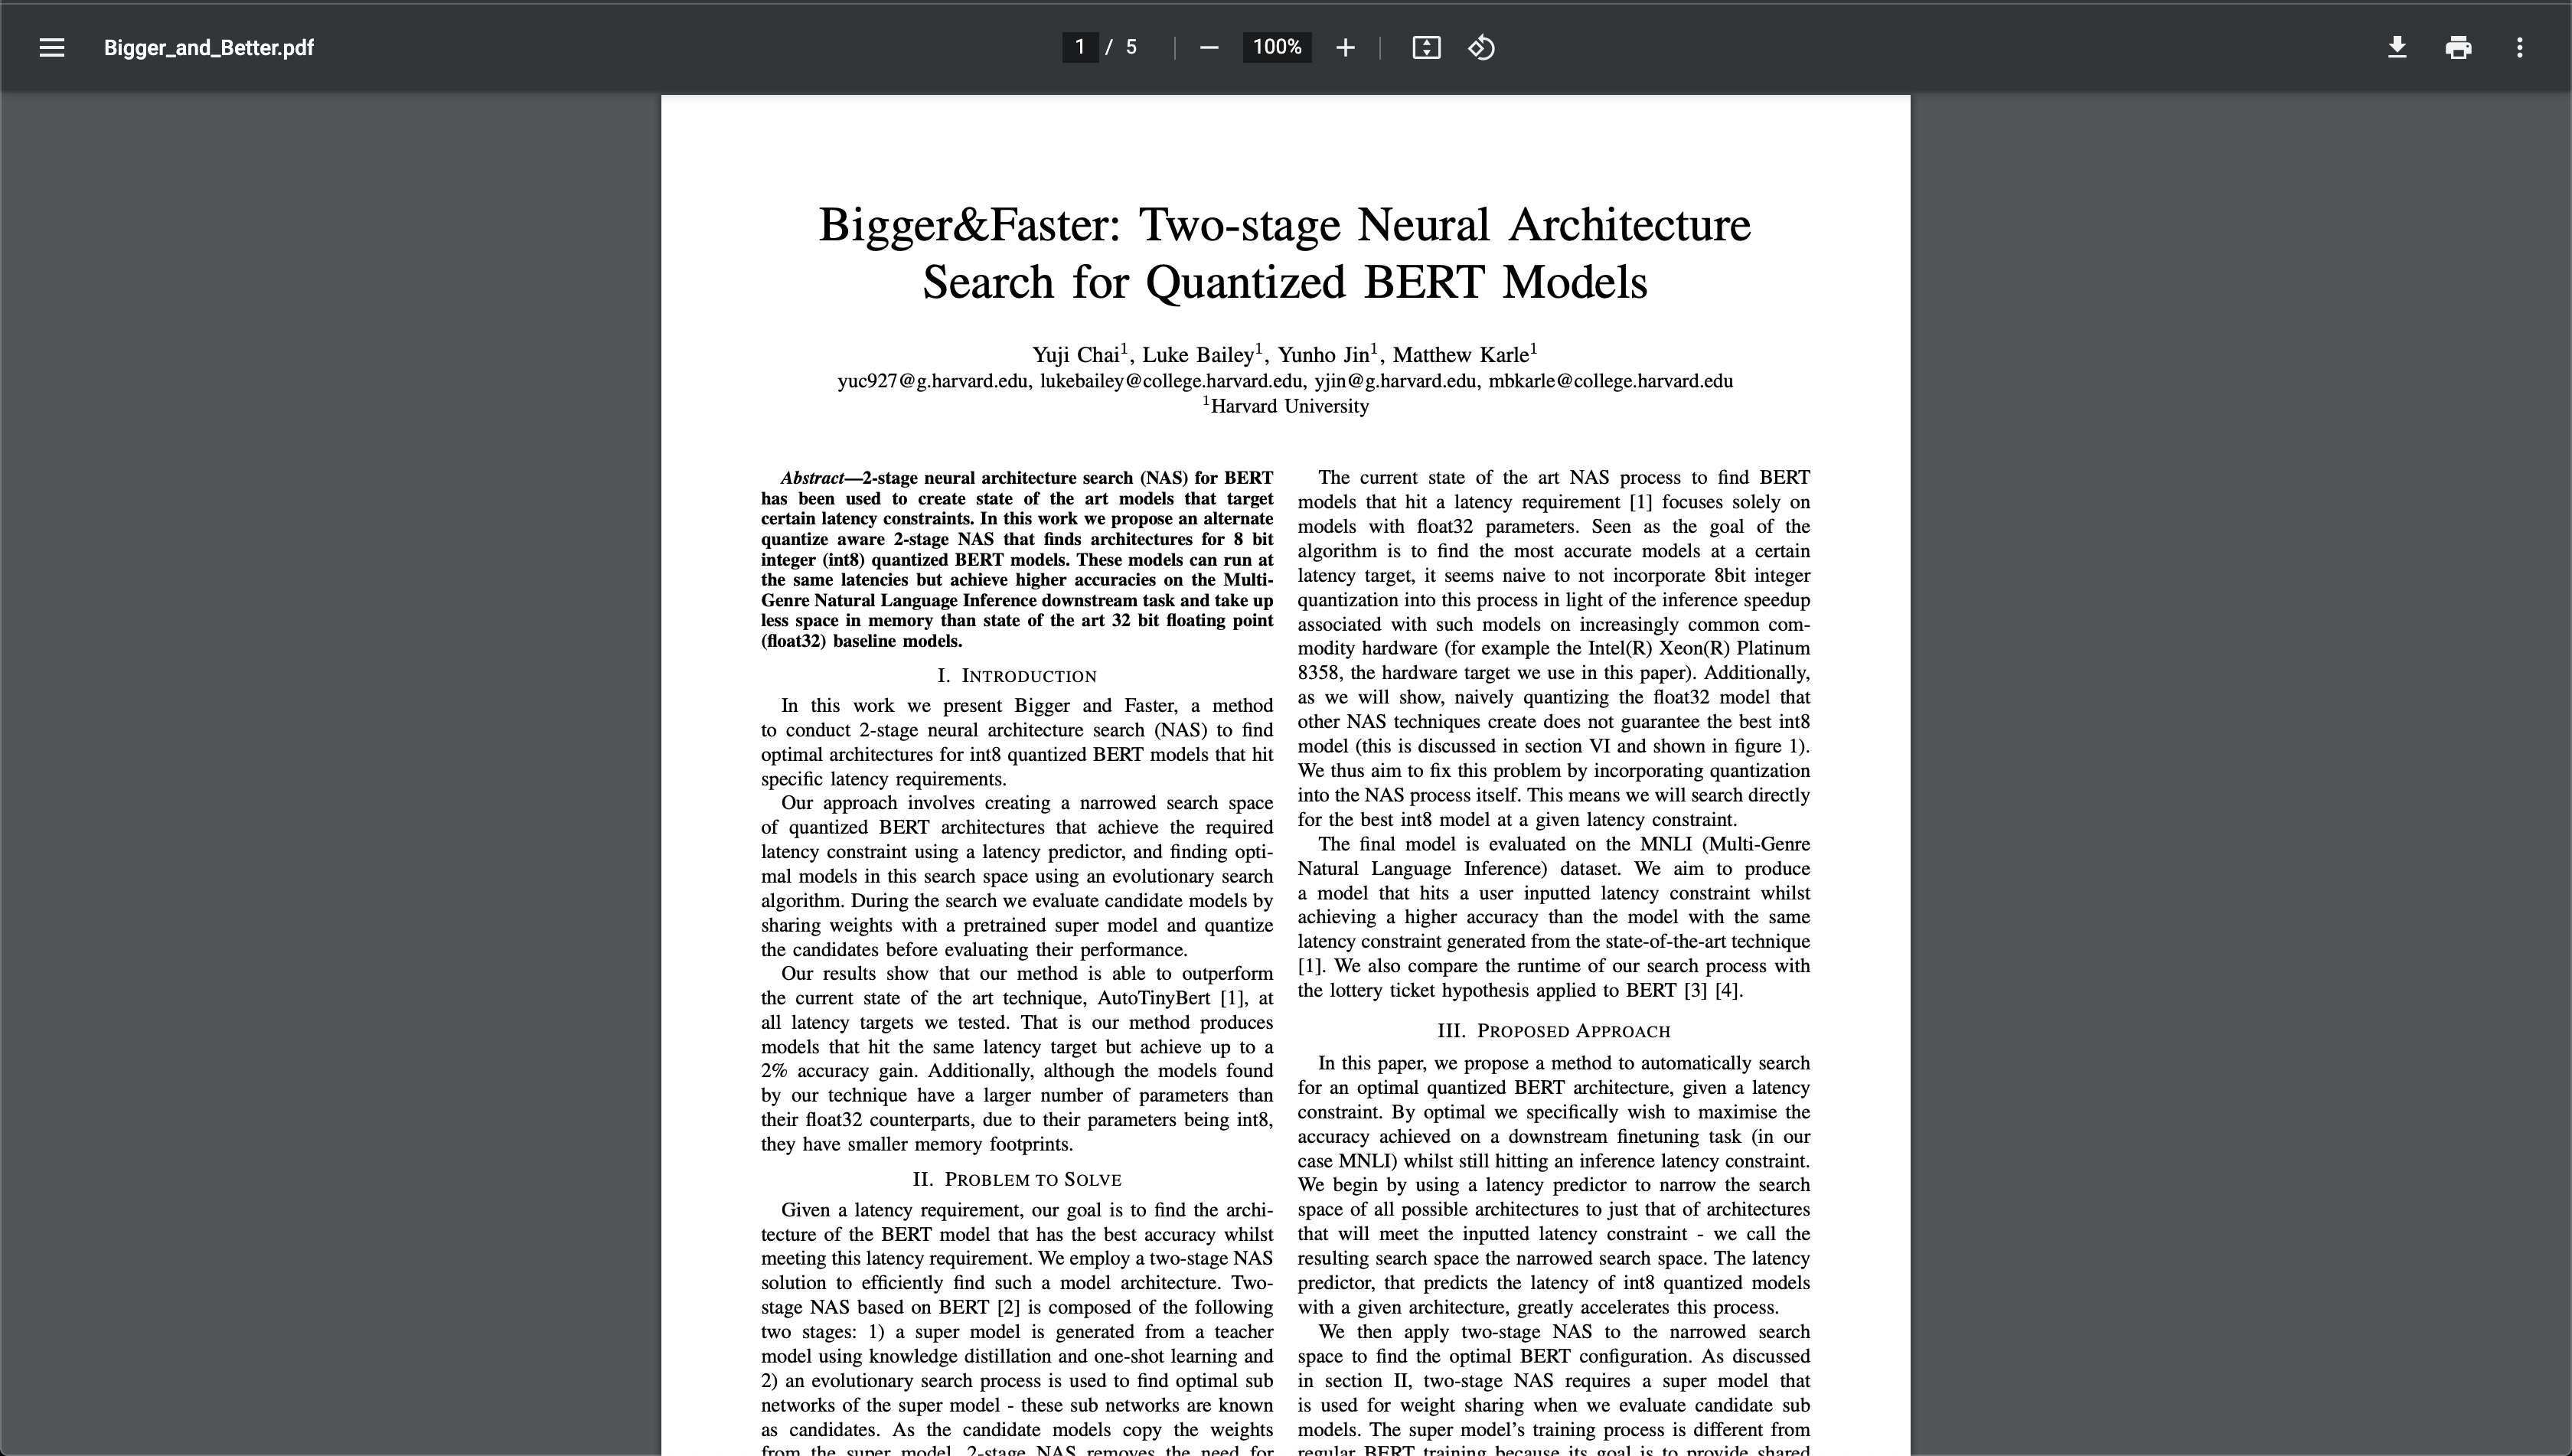 Bigger_and_Better.pdf
1 / 5
100%
Bigger&Faster: Two-stage Neural Architecture
Search for Quantized BERT Models
Yuji Chai1, Luke Bailey1, Yunho Jin1, Matthew Karle1
yuc927@g.harvard.edu, lukebailey@college.harvard.edu, yjin@g.harvard.edu, mbkarle@college.harvard.edu
1Harvard University
Abstract—2-stage neural architecture search (NAS) for BERT
has been used to create state of the art models that target
certain latency constraints. In this work we propose an alternate
quantize aware 2-stage NAS that finds architectures for 8 bit
integer (int8) quantized BERT models. These models can run at
the same latencies but achieve higher accuracies on the Multi-
Genre Natural Language Inference downstream task and take up
less space in memory than state of the art 32 bit floating point
(float32) baseline models.
I. INTRODUCTION
In this work we present Bigger and Faster, a method
to conduct 2-stage neural architecture search (NAS) to find
optimal architectures for int8 quantized BERT models that hit
specific latency requirements.
Our approach involves creating a narrowed search space
of quantized BERT architectures that achieve the required
latency constraint using a latency predictor, and finding opti-
mal models in this search space using an evolutionary search
algorithm. During the search we evaluate candidate models by
sharing weights with a pretrained super model and quantize
the candidates before evaluating their performance.
Our results show that our method is able to outperform
the current state of the art technique, AutoTinyBert [1], at
all latency targets we tested. That is our method produces
models that hit the same latency target but achieve up to a
2% accuracy gain. Additionally, although the models found
by our technique have a larger number of parameters than
their float32 counterparts, due to their parameters being int8,
they have smaller memory footprints.
II. PROBLEM TO SOLVE
Given a latency requirement, our goal is to find the archi-
tecture of the BERT model that has the best accuracy whilst
meeting this latency requirement. We employ a two-stage NAS
solution to efficiently find such a model architecture. Two-
stage NAS based on BERT [2] is composed of the following
two stages: 1) a super model is generated from a teacher
model using knowledge distillation and one-shot learning and
2) an evolutionary search process is used to find optimal sub
networks of the super model - these sub networks are known
as candidates. As the candidate models copy the weights
from the super model, 2-stage NAS removes the need for
The current state of the art NAS process to find BERT
models that hit a latency requirement [1] focuses solely on
models with float32 parameters. Seen as the goal of the
algorithm is to find the most accurate models at a certain
latency target, it seems naive to not incorporate 8bit integer
quantization into this process in light of the inference speedup
associated with such models on increasingly common com-
modity hardware (for example the Intel(R) Xeon(R) Platinum
8358, the hardware target we use in this paper). Additionally,
as we will show, naively quantizing the float32 model that
other NAS techniques create does not guarantee the best int8
model (this is discussed in section VI and shown in figure 1).
We thus aim to fix this problem by incorporating quantization
into the NAS process itself. This means we will search directly
for the best int8 model at a given latency constraint.
The final model is evaluated on the MNLI (Multi-Genre
Natural Language Inference) dataset. We aim to produce
a model that hits a user inputted latency constraint whilst
achieving a higher accuracy than the model with the same
latency constraint generated from the state-of-the-art technique
[1]. We also compare the runtime of our search process with
the lottery ticket hypothesis applied to BERT [3] [4].
III. PROPOSED APPROACH
In this paper, we propose a method to automatically search
for an optimal quantized BERT architecture, given a latency
constraint. By optimal we specifically wish to maximise the
accuracy achieved on a downstream finetuning task (in our
case MNLI) whilst still hitting an inference latency constraint.
We begin by using a latency predictor to narrow the search
space of all possible architectures to just that of architectures
that will meet the inputted latency constraint - we call the
resulting search space the narrowed search space. The latency
predictor, that predicts the latency of int8 quantized models
with a given architecture, greatly accelerates this process.
We then apply two-stage NAS to the narrowed search
space to find the optimal BERT configuration. As discussed
in section II, two-stage NAS requires a super model that
is used for weight sharing when we evaluate candidate sub
models. The super model's training process is different from
regular BERT training because its goal is to provide shared